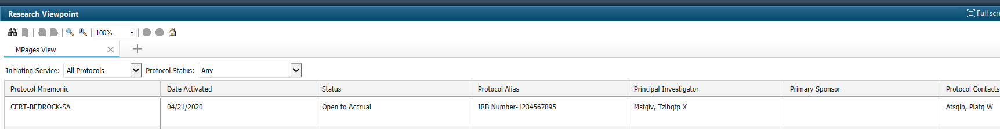 Research Viewpoint
Full scre
100%
MPages View
Initiating Service: All Protocols Protocol Status: Any
Protocol Mnemonic Date Activated Status Protocol Alias Principal Investigator Primary Sponsor Protocol Contacts
CERT-BEDROCK-SA 04/21/2020 Open to Accrual IRB Number-1234567895 Msfqiv, Tzibqtp X Atsqib, Platq W